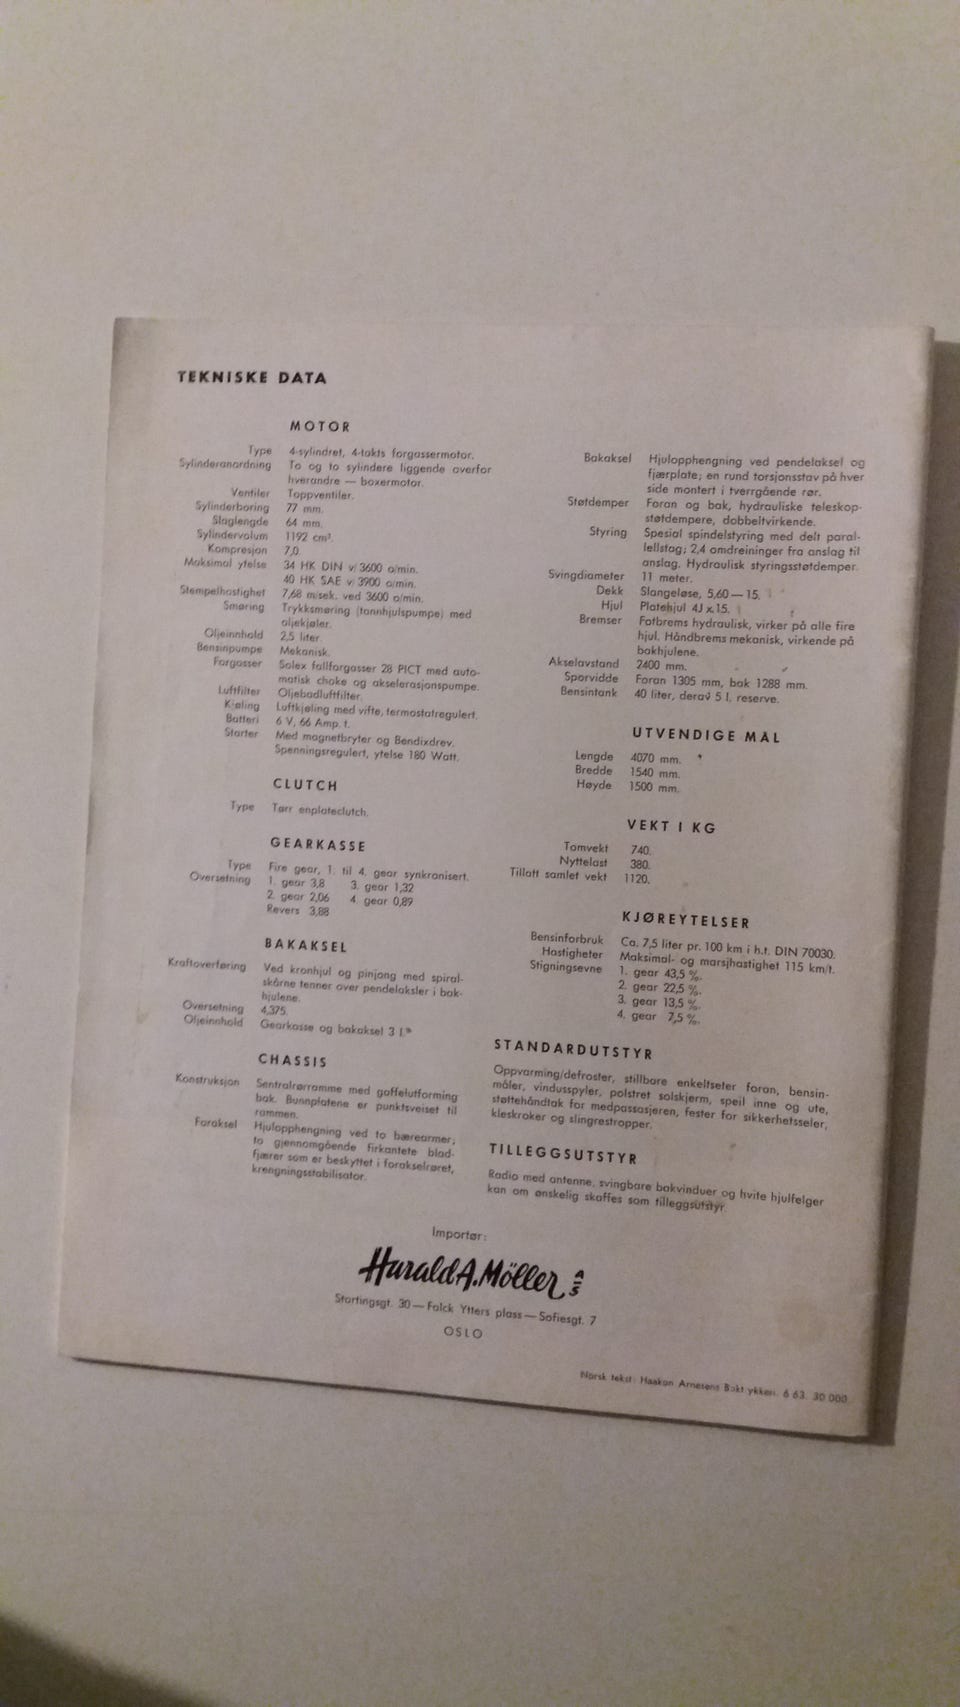 TEKNISKE DATA
MOTOR
Type 4-sylindret, 4-takts forgassermotor.
Sylinderanordning To og to sylindere liggende overfor
hverandre — boxermotor.
Ventiler Toppventiler.
Sylinderboring 77 mm.
Slaglengde 64 mm.
Sylindervolum 1192 cm³.
Kompresjon 7,0.
Maksimal ytelse 34 HK DIN v/3600 o/min.
40 HK SAE v/3900 o/min.
Stempelhastighet 7,68 m/sek. ved 3600 o/min.
Smøring Trykksmøring (tannhjulspumpe) med
oljekjøler.
Oljeinnhold 2,5 liter.
Bensinpumpe Mekanisk.
Forgasser Solex fallforgasser 28 PICT med auto-
matisk choke og akselerasjonspumpe.
Luftfilter Oljebadluftfilter.
Kjøling Luftkjøling med vifte, termostatregulert.
Batteri 6 V, 66 Amp. t.
Starter Med magnetbryter og Bendixdrev.
Spenningsregulert, ytelse 180 Watt.
CLUTCH
Type Tørr enplateclutch.
GEARKASSE
Type Fire gear, 1. til 4. gear synkronisert.
Oversetning 1. gear 3,8 3. gear 1,32
2. gear 2,06 4. gear 0,89
Revers 3,88
BAKAKSEL
Kraftoverføring Ved kronhjul og pinjong med spiral-
skårne tenner over pendelaksler i bak-
hjulene.
Oversetning 4,375.
Oljeinnhold Gearkasse og bakaksel 3 l.
CHASSIS
Konstruksjon Sentralrørramme med gaffelutforming
bak. Bunnplatene er punktsveiset til
rammen.
Foraksel Hjulopphengning ved to bærearmer;
to gjennomgående firkantete blad-
fjærer som er beskyttet i forakselrøret,
krengningsstabilisator.
Bakaksel Hjulopphengning ved pendelaksel og
fjærplate; en rund torsjonsstav på hver
side montert i tverrgående rør.
Støtdemper Foran og bak, hydrauliske teleskop-
støtdempere, dobbeltvirkende.
Styring Spesial spindelstyring med delt paral-
lellstag; 2,4 omdreininger fra anslag til
anslag. Hydraulisk styringsstøtdemper.
Svingdiameter 11 meter.
Dekk Slangeløse, 5,60—15.
Hjul Platehjul 4J x 15.
Bremser Fotbrems hydraulisk, virker på alle fire
hjul. Håndbrems mekanisk, virkende på
bakhjulene.
Akselavstand 2400 mm.
Sporvidde Foran 1305 mm, bak 1288 mm.
Bensintank 40 liter, derav 5 l. reserve.
UTVENDIGE MÅL
Lengde 4070 mm.
Bredde 1540 mm.
Høyde 1500 mm.
VEKT I KG
Tomvekt 740.
Nyttelast 380.
Tillatt samlet vekt 1120.
KJØREYTELSER
Bensinforbruk Ca. 7,5 liter pr. 100 km i h.t. DIN 70030.
Hastigheter Maksimal- og marsjhastighet 115 km/t.
Stigningsevne 1. gear 43,5 %.
2. gear 22,5 %.
3. gear 13,5 %.
4. gear 7,5 %.
STANDARDUTSTYR
Oppvarming/defroster, stillbare enkeltseter foran, bensin-
måler, vindusspyler, polstret solskjerm, speil inne og ute,
støttehåndtak for medpassasjeren, fester for sikkerhetsseler,
kleskroker og slingrestropper.
TILLEGGSUTSTYR
Radio med antenne, svingbare bakvinduer og hvite hjulfelger
kan om ønskelig skaffes som tilleggsutstyr.
Importør:
Harald A. Möller A/S
Stortingsgt. 30 — Falck Ytters plass — Sofiesgt. 7
OSLO
Norsk tekst: Haakon Arnesens Boktrykkeri. 6 63. 30 000